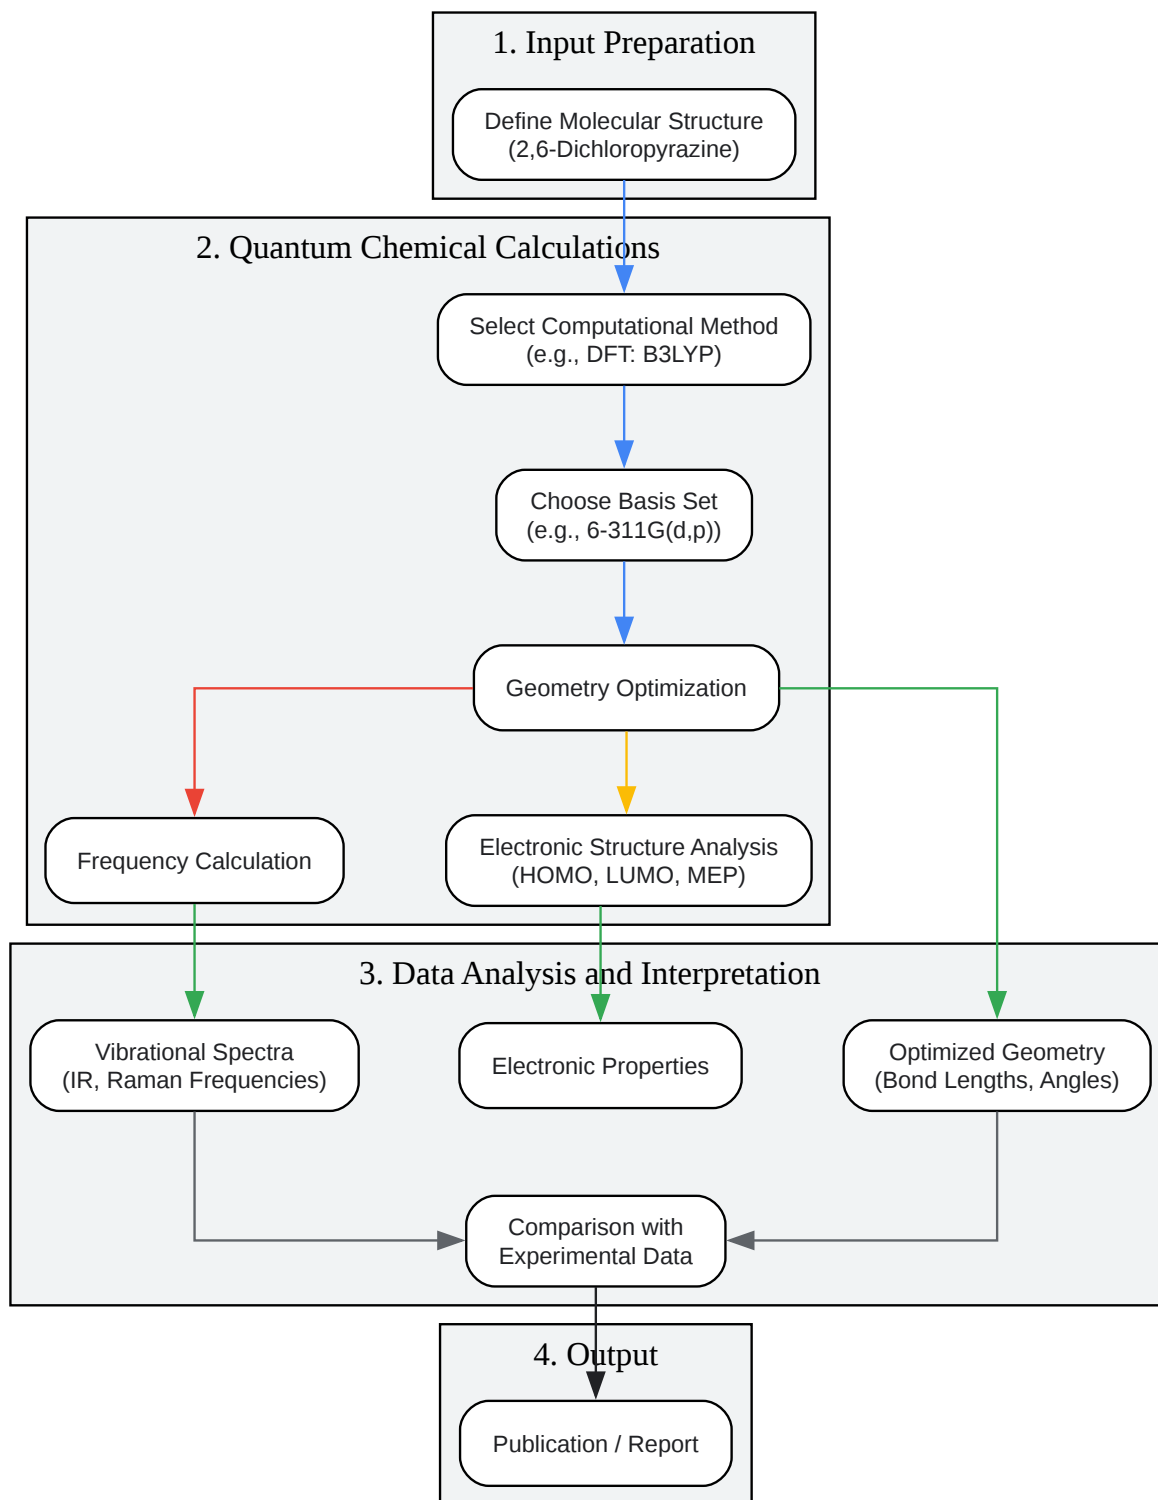 1. Input Preparation
Define Molecular Structure
(2,6-Dichloropyrazine)
2. Quantum Chemical Calculations
Select Computational Method
(e.g., DFT: B3LYP)
Choose Basis Set
(e.g., 6-311G(d,p))
Geometry Optimization
Frequency Calculation
Electronic Structure Analysis
(HOMO, LUMO, MEP)
3. Data Analysis and Interpretation
Vibrational Spectra
(IR, Raman Frequencies)
Electronic Properties
Optimized Geometry
(Bond Lengths, Angles)
Comparison with
Experimental Data
4. Output
Publication / Report